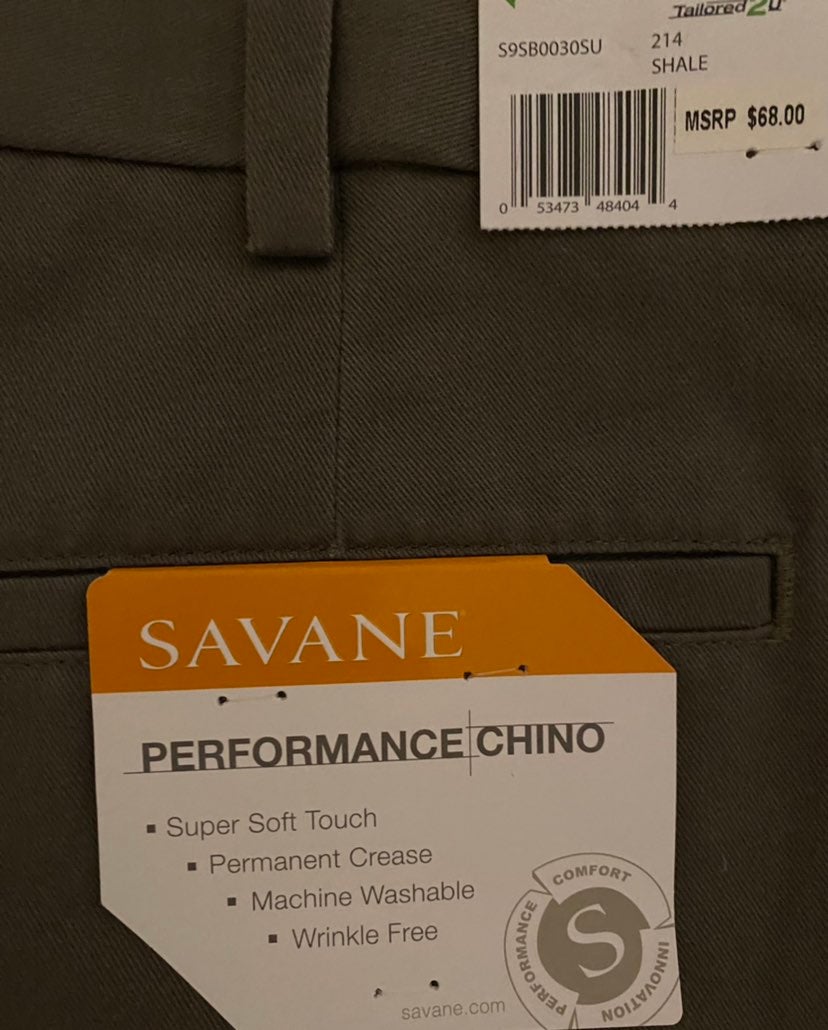 Tailored2u
S9SB0030SU
214
SHALE
MSRP $68.00
0 53473 48404 4
SAVANE
PERFORMANCE CHINO
▪ Super Soft Touch
▪ Permanent Crease
▪ Machine Washable
▪ Wrinkle Free
COMFORT
INNOVATION
PERFORMANCE
S
savane.com